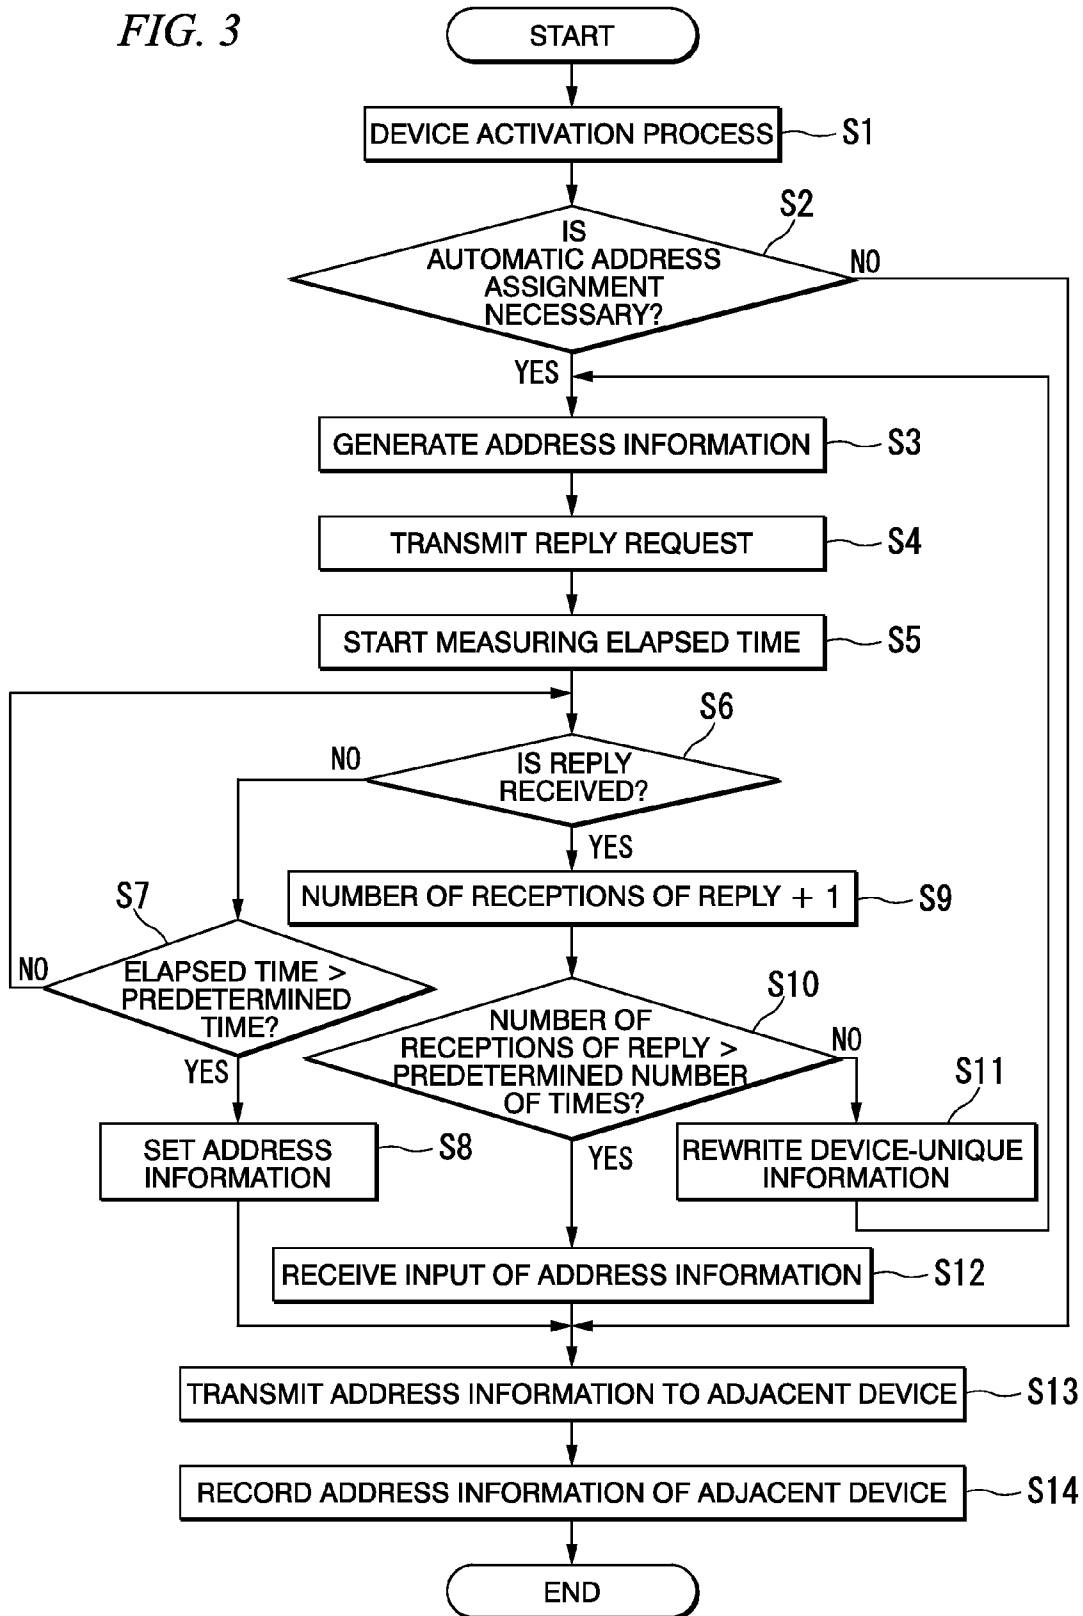 FIG. 3
START
DEVICE ACTIVATION PROCESS
S1
S2
IS
AUTOMATIC ADDRESS
ASSIGNMENT
NECESSARY?
NO
YES
GENERATE ADDRESS INFORMATION
S3
TRANSMIT REPLY REQUEST
S4
START MEASURING ELAPSED TIME
S5
S6
IS REPLY
RECEIVED?
NO
YES
NUMBER OF RECEPTIONS OF REPLY + 1
S9
S7
ELAPSED TIME >
PREDETERMINED
TIME?
NO
YES
S10
NUMBER OF
RECEPTIONS OF REPLY >
PREDETERMINED NUMBER
OF TIMES?
NO
YES
SET ADDRESS
INFORMATION
S8
S11
REWRITE DEVICE-UNIQUE
INFORMATION
RECEIVE INPUT OF ADDRESS INFORMATION
S12
TRANSMIT ADDRESS INFORMATION TO ADJACENT DEVICE
S13
RECORD ADDRESS INFORMATION OF ADJACENT DEVICE
S14
END